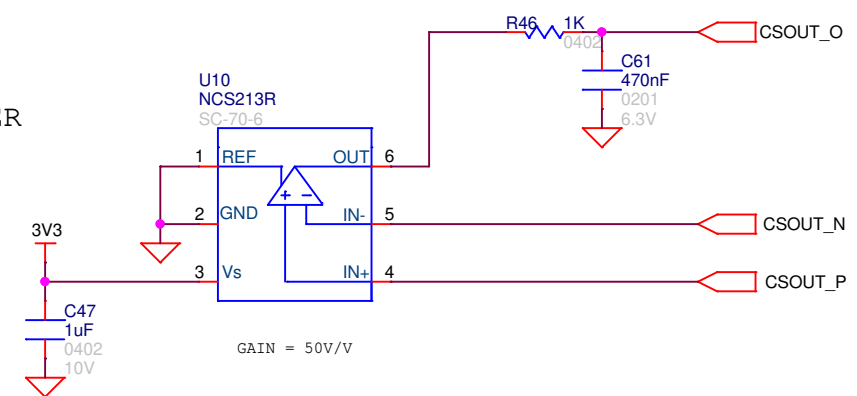 R46 1K
0402
CSOUT_O
C61
470nF
0201
6.3V
U10
NCS213R
SC-70-6
ER
1 REF OUT 6
2 GND IN- 5
CSOUT_N
3V3
3 Vs IN+ 4
CSOUT_P
+ -
C47
1uF
0402
10V
GAIN = 50V/V